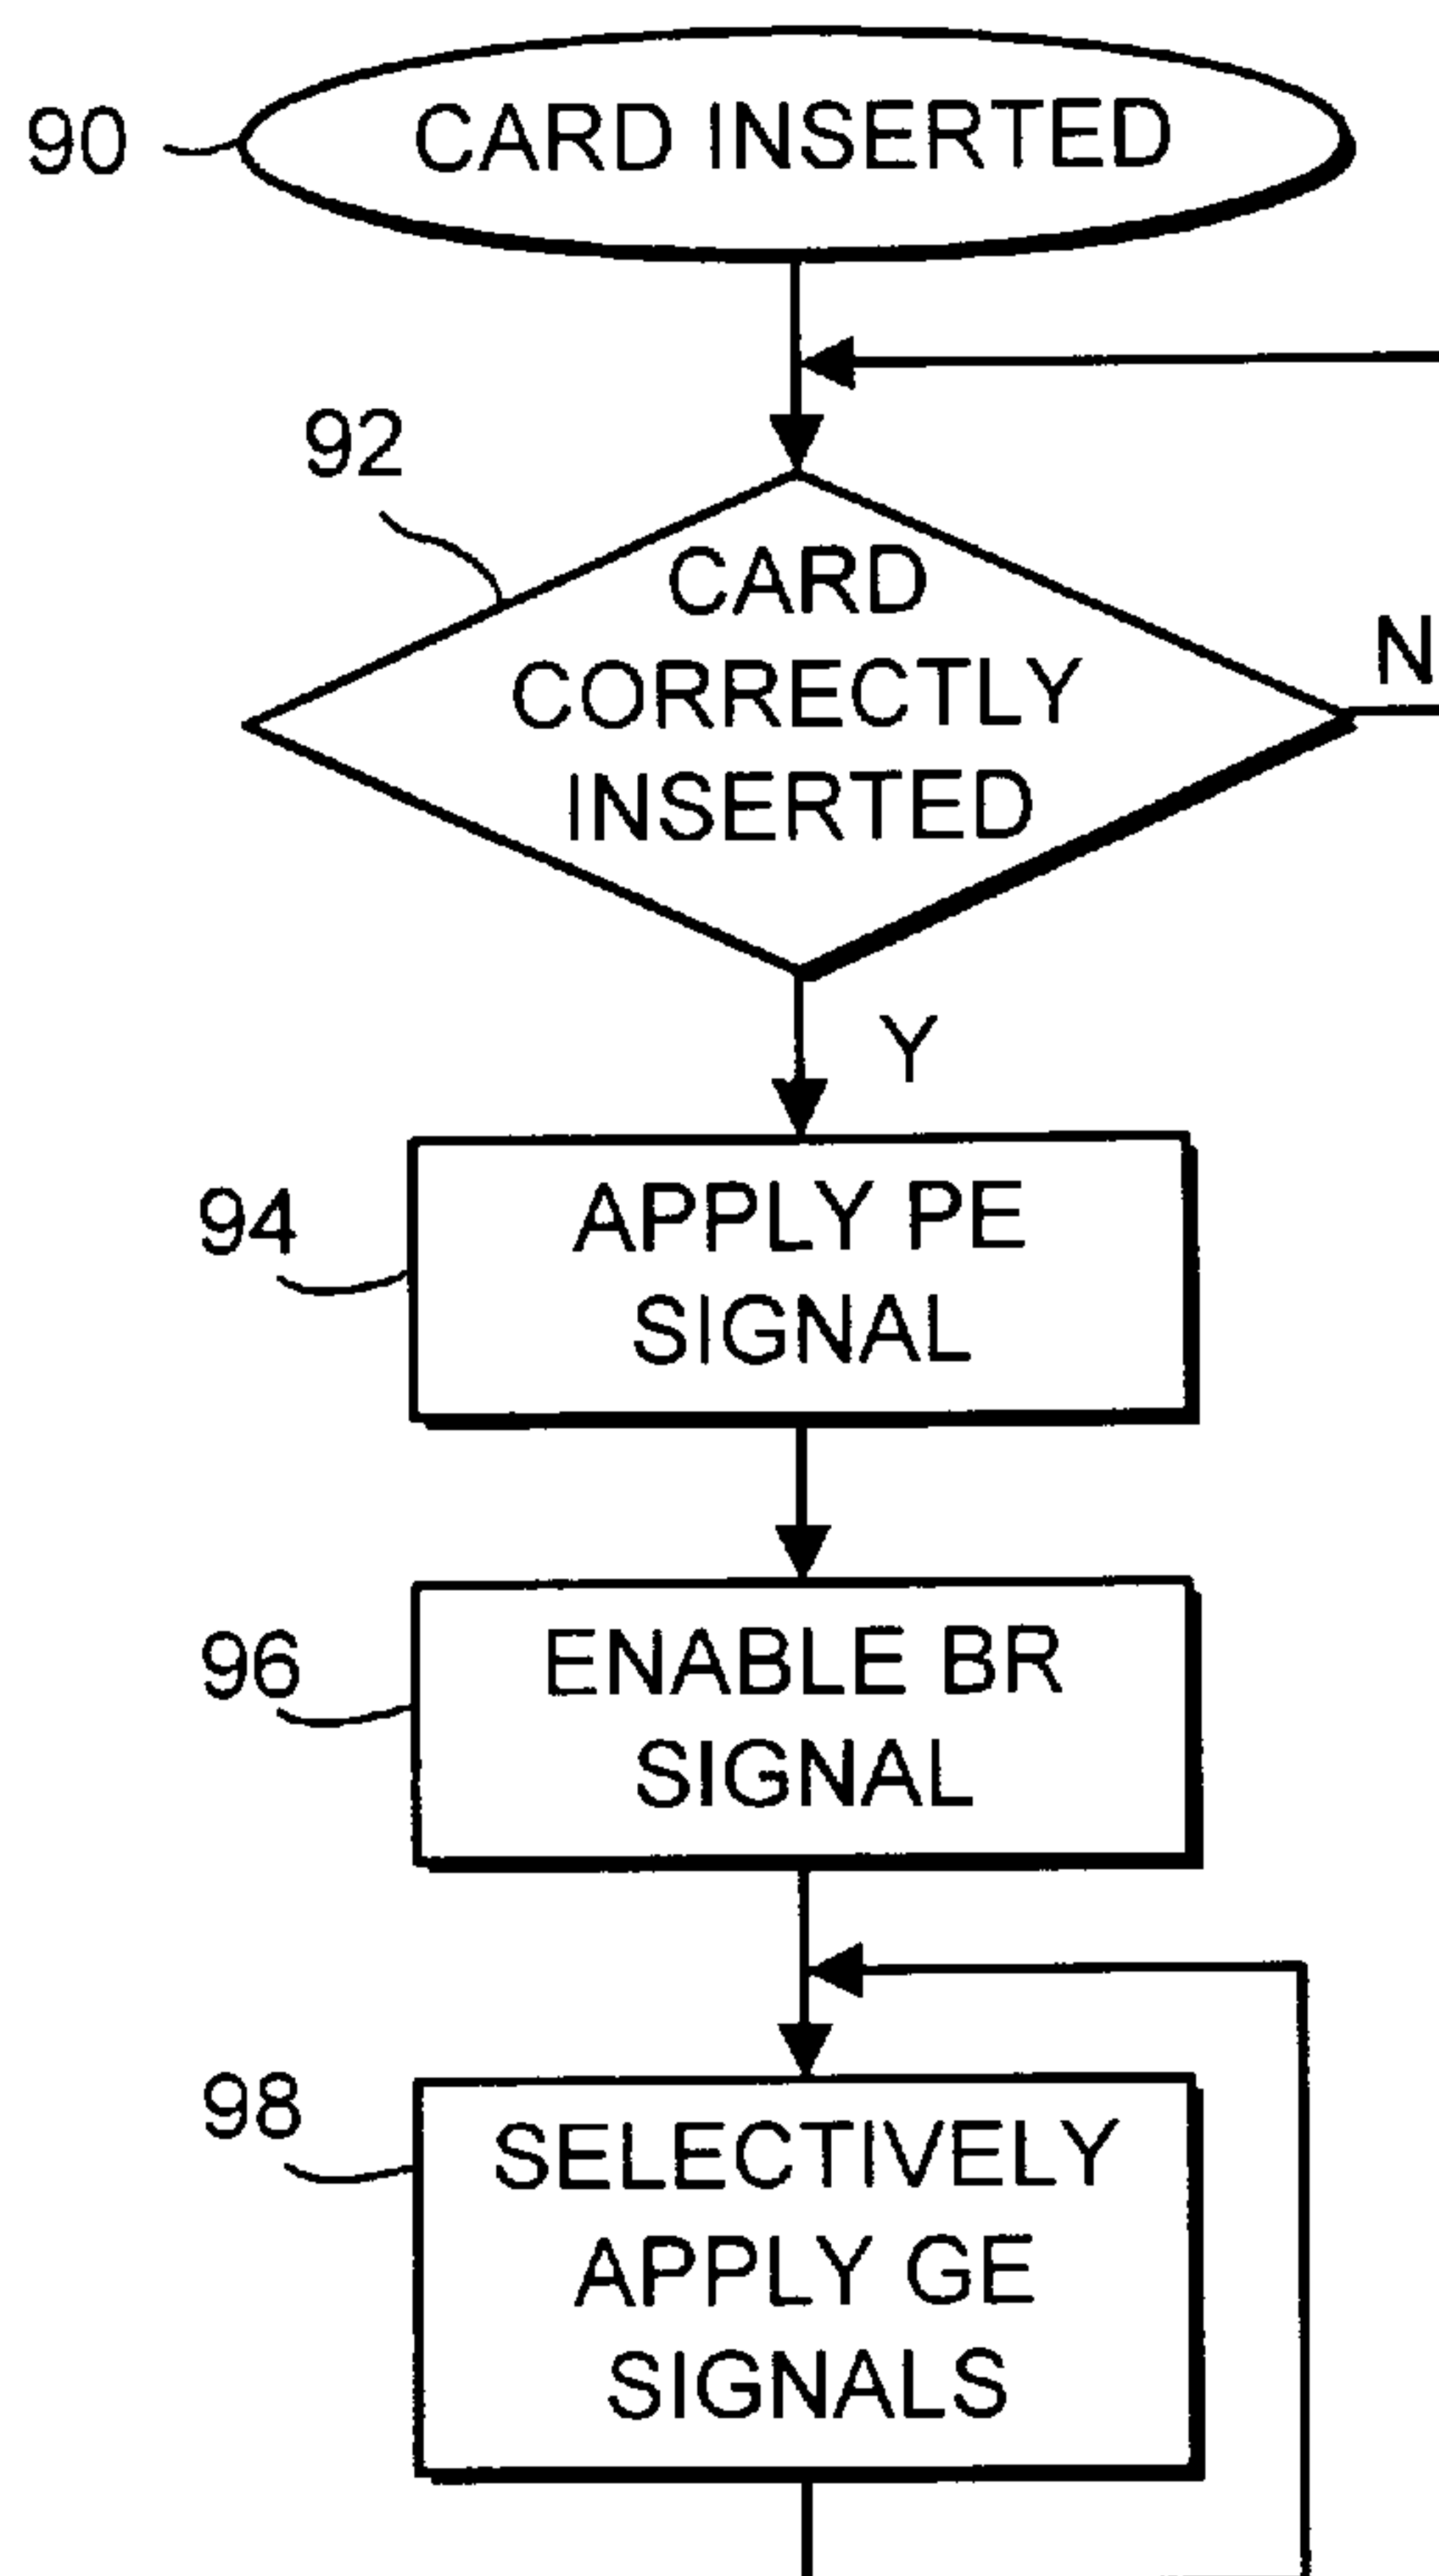 90
CARD INSERTED
92
CARD
CORRECTLY
INSERTED
N
Y
94
APPLY PE
SIGNAL
96
ENABLE BR
SIGNAL
98
SELECTIVELY
APPLY GE
SIGNALS